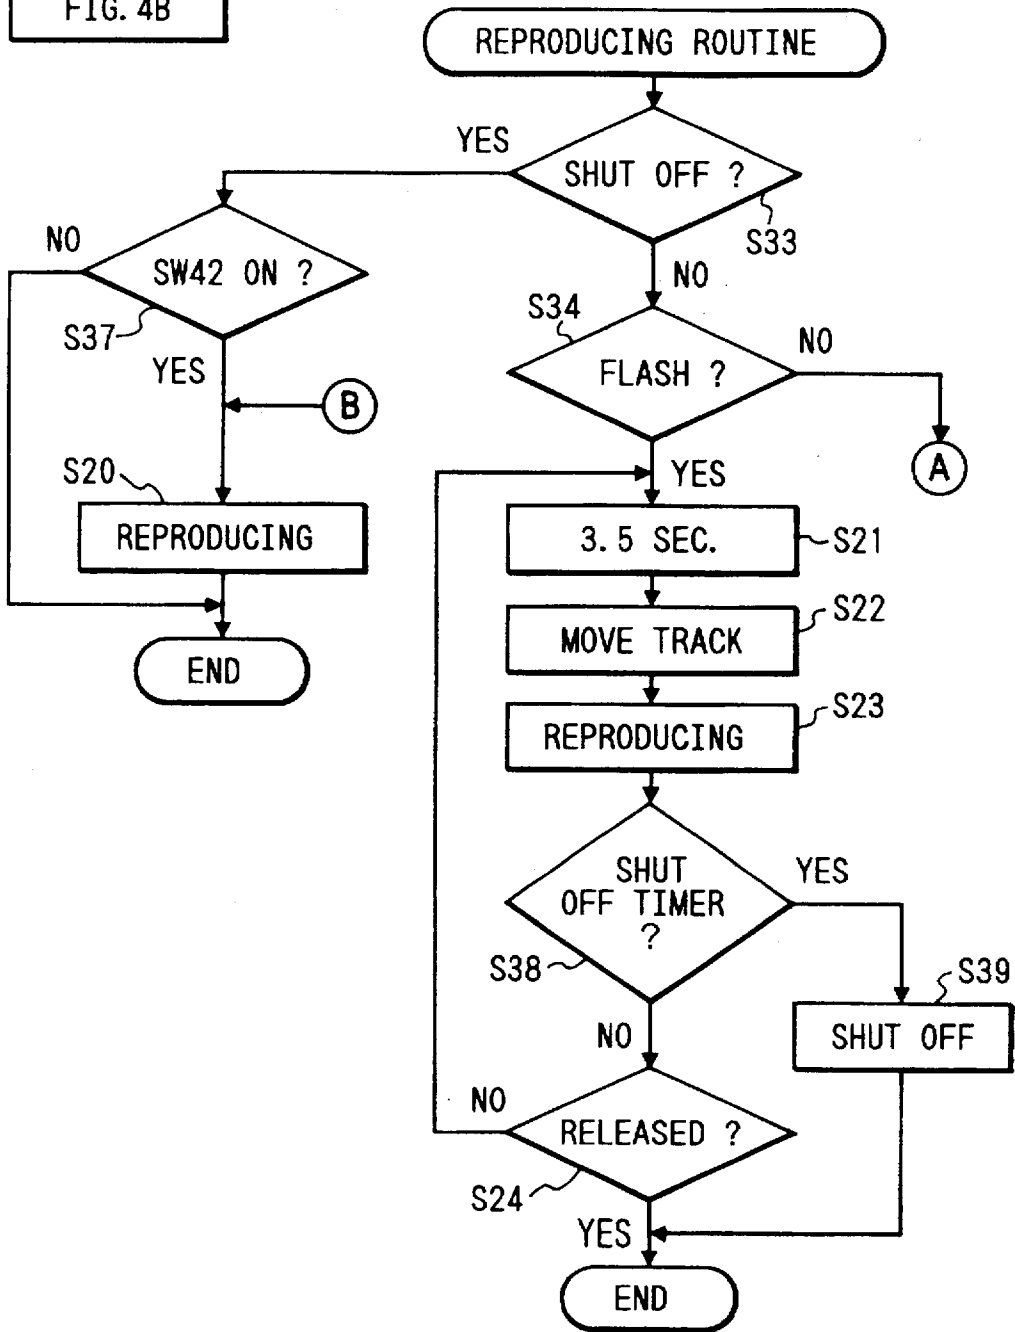 FIG. 4B
REPRODUCING ROUTINE
YES
SHUT OFF ?
S33
NO
SW42 ON ?
S37
YES
NO
S34
FLASH ?
NO
B
A
YES
S20
REPRODUCING
END
3.5 SEC.
S21
MOVE TRACK
S22
REPRODUCING
S23
SHUT
OFF TIMER
?
YES
S38
S39
SHUT OFF
NO
NO
RELEASED ?
S24
YES
END